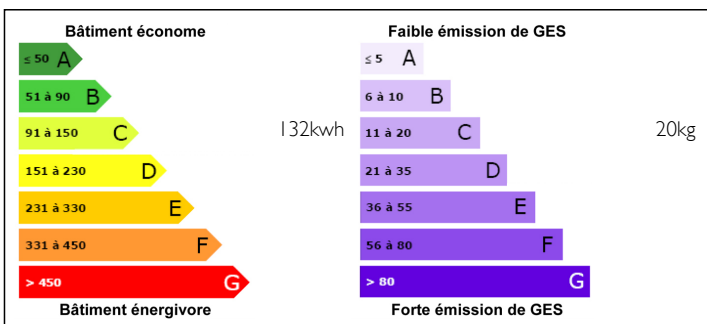 Bâtiment économe
≤ 50 A
51 à 90 B
91 à 150 C
132kwh
151 à 230 D
231 à 330 E
331 à 450 F
> 450 G
Bâtiment énergivore
Faible émission de GES
≤ 5 A
6 à 10 B
11 à 20 C
20kg
21 à 35 D
36 à 55 E
56 à 80 F
> 80 G
Forte émission de GES